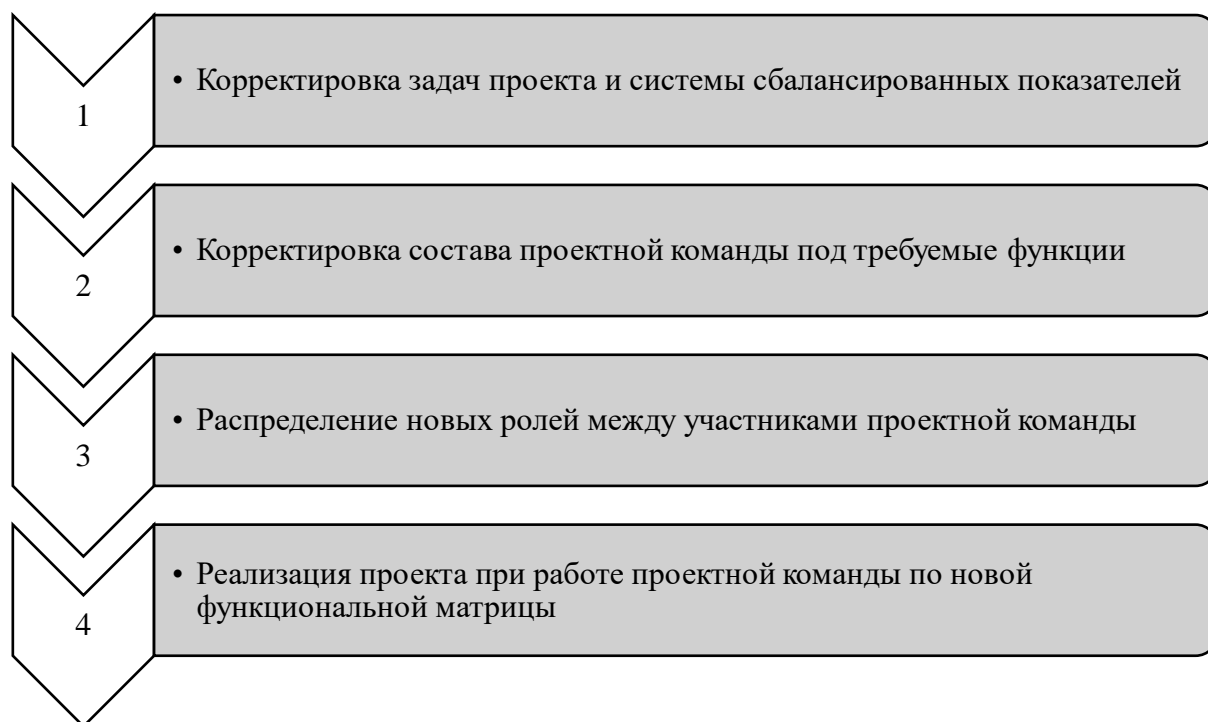 1
• Корректировка задач проекта и системы сбалансированных показателей
2
• Корректировка состава проектной команды под требуемые функции
3
• Распределение новых ролей между участниками проектной команды
4
• Реализация проекта при работе проектной команды по новой
функциональной матрицы